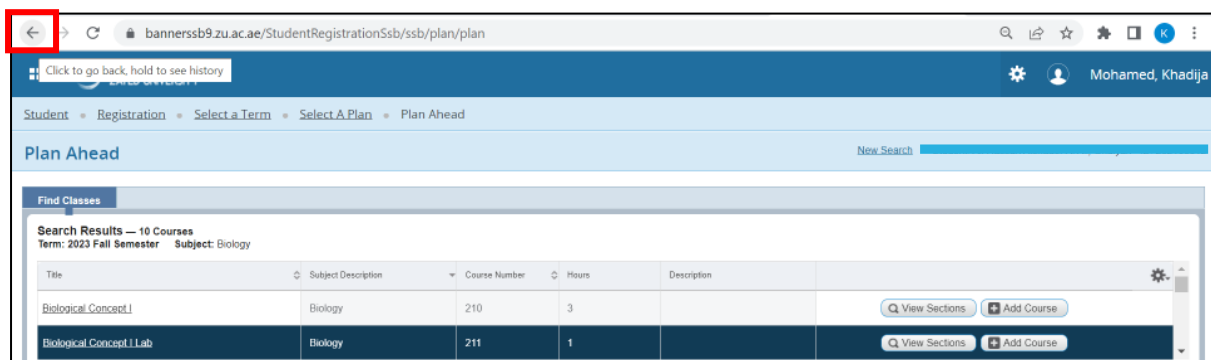 bannerssb9.zu.ac.ae/StudentRegistrationSsb/ssb/plan/plan
K
Click to go back, hold to see history
Mohamed, Khadija
Student Registration Select a Term Select A Plan Plan Ahead
Plan Ahead
New Search
Find Classes
Search Results — 10 Courses
Term: 2023 Fall Semester Subject: Biology
Title Subject Description Course Number Hours Description
Biological Concept I Biology 210 3 View Sections Add Course
Biological Concept I Lab Biology 211 1 View Sections Add Course